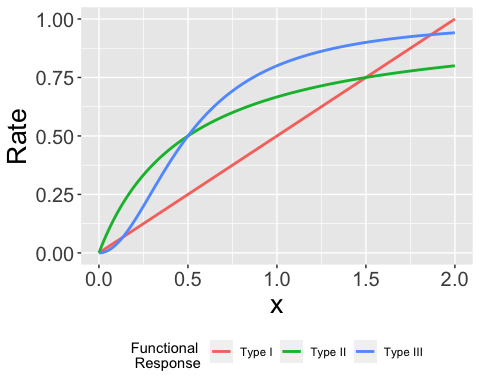 1.00
0.75
0.50
0.25
0.00
Rate
0.0 0.5 1.0 1.5 2.0
x
Functional
Response
Type I Type II Type III